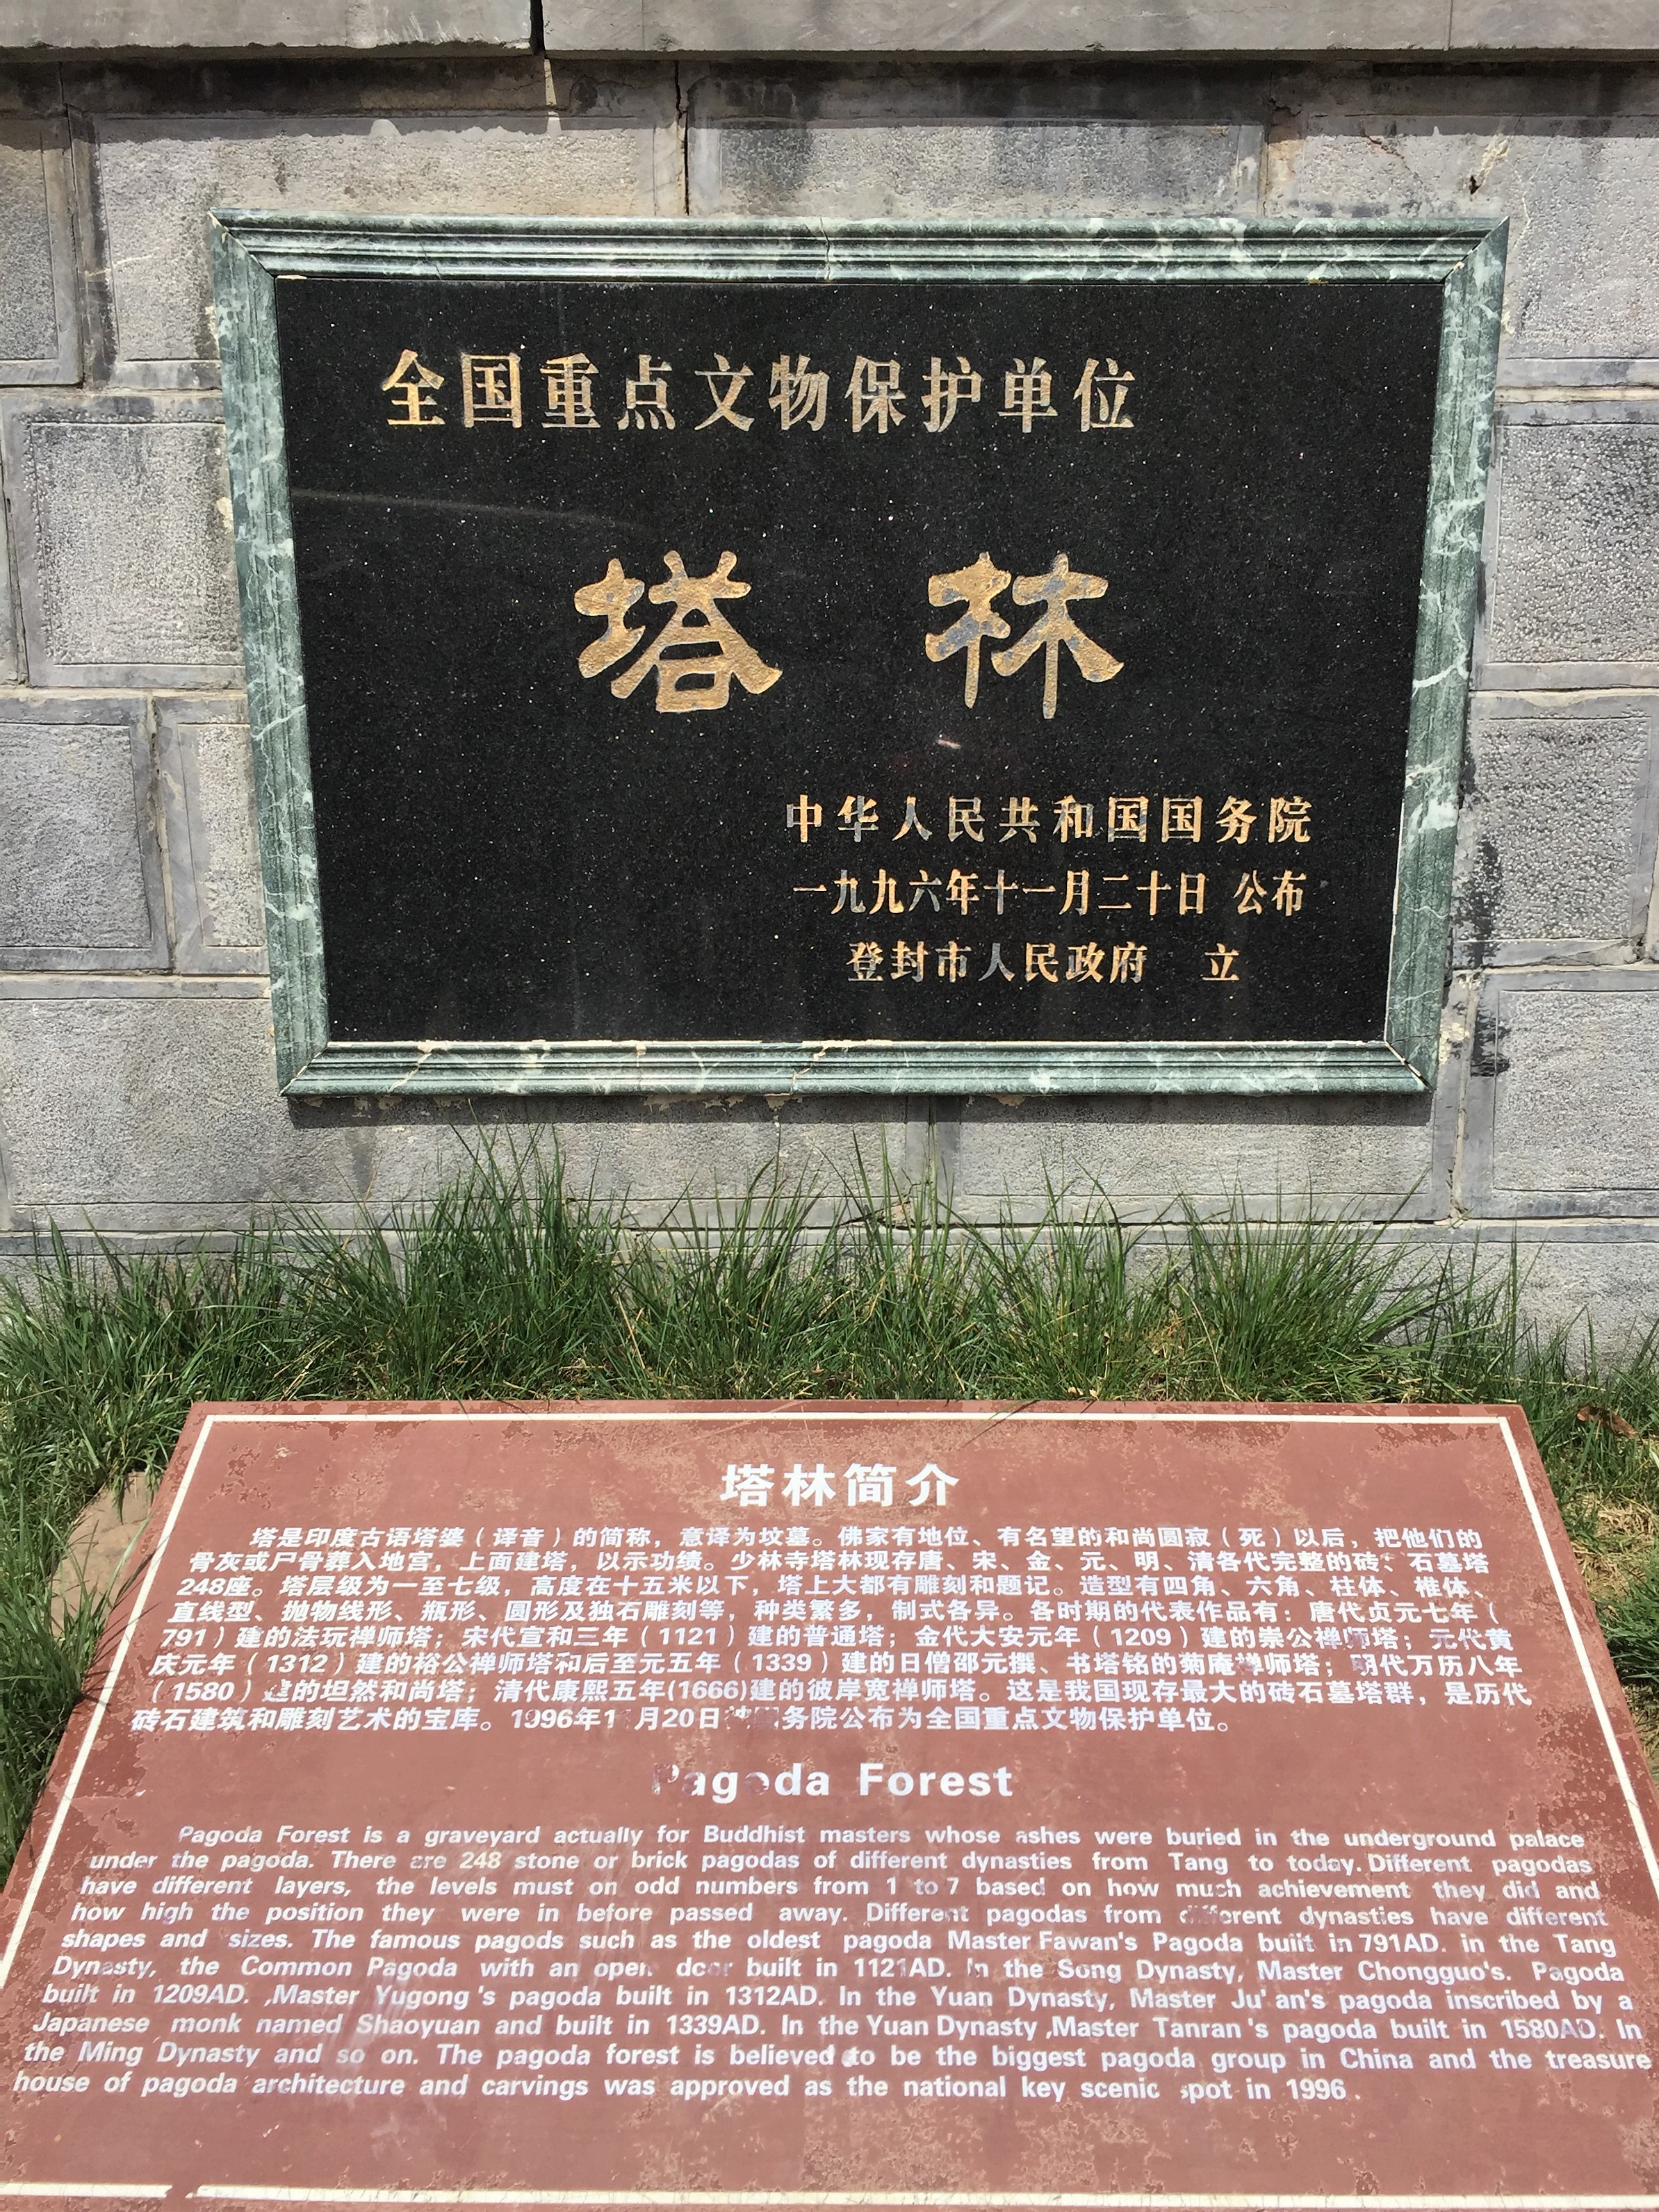 全国重点文物保护单位
塔 林
中华人民共和国国务院
一九九六年十一月二十日 公布
登封市人民政府 立
塔林简介
塔是印度古语塔婆（译音）的简称，意译为坟墓。佛家有地位、有名望的和尚圆寂（死）以后，把他们的
骨灰或尸骨葬入地宫，上面建塔，以示功绩。少林寺塔林现存唐、宋、金、元、明、清各代完整的砖、石墓塔
248座。塔层级为一至七级，高度在十五米以下，塔上大都有雕刻和题记。造型有四角、六角、柱体、椎体、
直线型、抛物线形、瓶形、圆形及独石雕刻等，种类繁多，制式各异。各时期的代表作品有：唐代贞元七年（
791）建的法玩禅师塔；宋代宣和三年（1121）建的普通塔；金代大安元年（1209）建的崇公禅师塔；元代黄
庆元年（1312）建的裕公禅师塔和后至元五年（1339）建的日僧邵元撰、书塔铭的菊庵禅师塔；明代万历八年
（1580）建的坦然和尚塔；清代康熙五年(1666)建的彼岸宽禅师塔。这是我国现存最大的砖石墓塔群，是历代
砖石建筑和雕刻艺术的宝库。1996年11月20日 国务院公布为全国重点文物保护单位。
Pagoda Forest
Pagoda Forest is a graveyard actually for Buddhist masters whose ashes were buried in the underground palace
under the pagoda. There are 248 stone or brick pagodas of different dynasties from Tang to today. Different pagodas
have different layers, the levels must on odd numbers from 1 to 7 based on how much achievement they did and
how high the position they were in before passed away. Different pagodas from different dynasties have different
shapes and sizes. The famous pagods such as the oldest pagoda Master Fawan's Pagoda built in 791AD. in the Tang
Dynasty, the Common Pagoda with an open door built in 1121AD. In the Song Dynasty, Master Chongguo's. Pagoda
built in 1209AD. ,Master Yugong 's pagoda built in 1312AD. In the Yuan Dynasty, Master Ju' an's pagoda inscribed by a
Japanese monk named Shaoyuan and built in 1339AD. In the Yuan Dynasty ,Master Tanran 's pagoda built in 1580AD. In
the Ming Dynasty and so on. The pagoda forest is believed to be the biggest pagoda group in China and the treasure
house of pagoda architecture and carvings was approved as the national key scenic spot in 1996 .